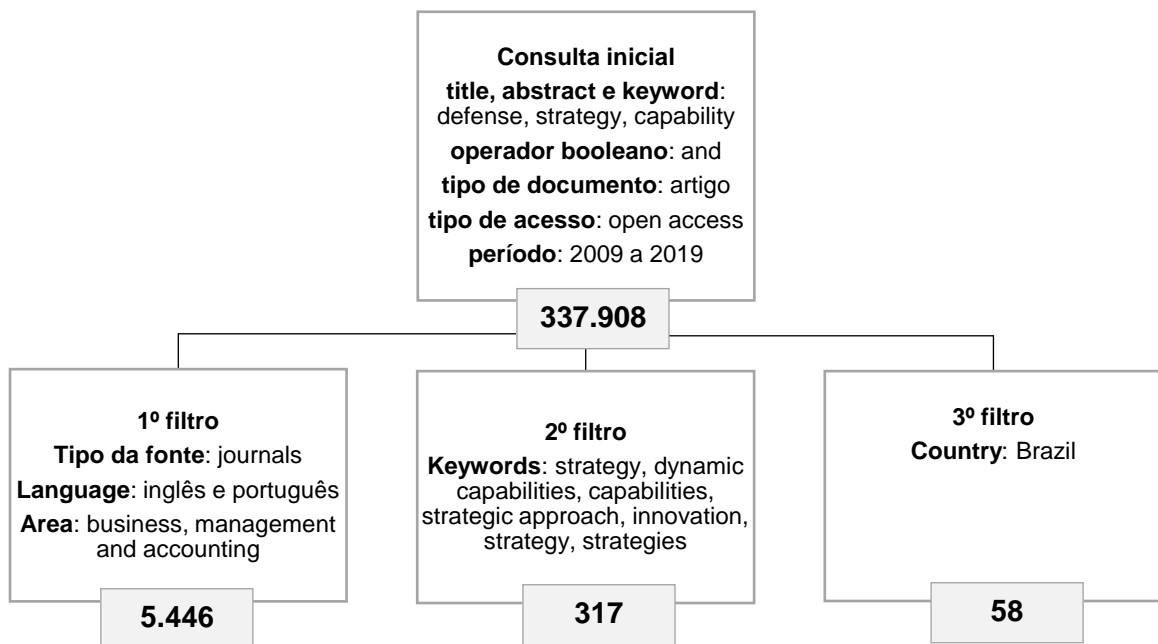 Consulta inicial
title, abstract e keyword:
defense, strategy, capability
operador booleano: and
tipo de documento: artigo
tipo de acesso: open access
período: 2009 a 2019
337.908
1º filtro
Tipo da fonte: journals
Language: inglês e português
Area: business, management
and accounting
5.446
2º filtro
Keywords: strategy, dynamic
capabilities, capabilities,
strategic approach, innovation,
strategy, strategies
317
3º filtro
Country: Brazil
58